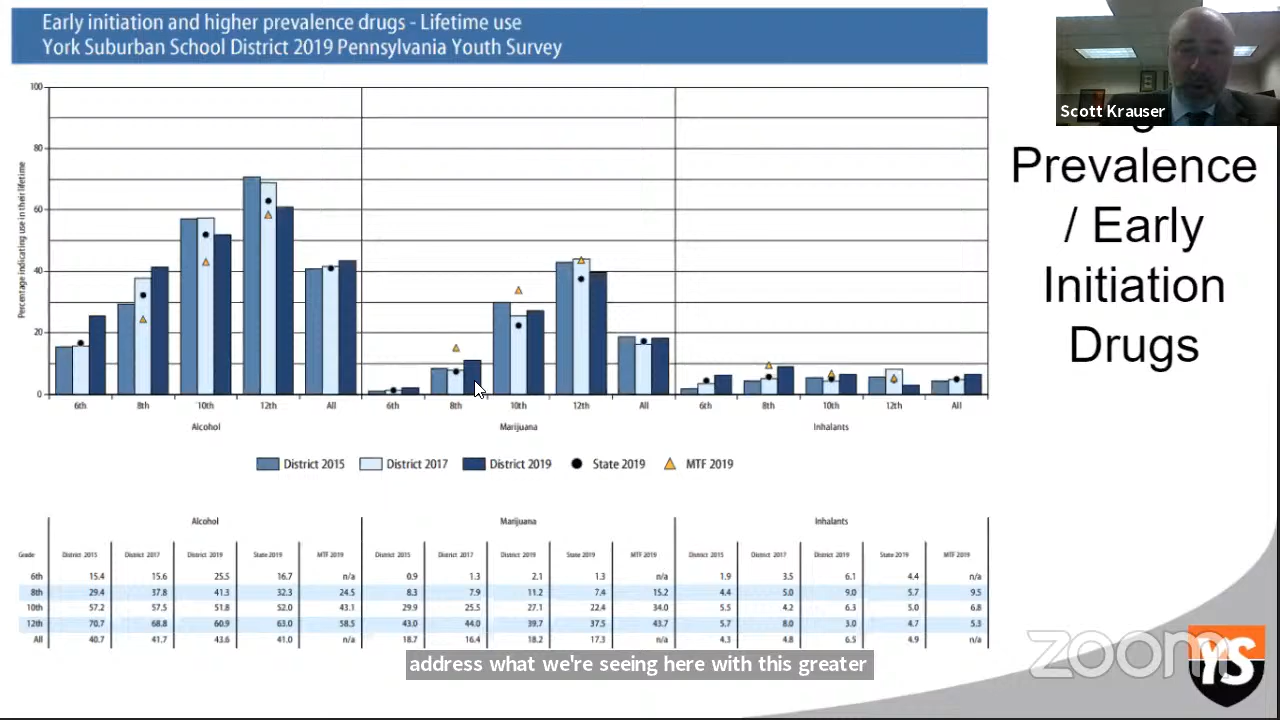 Early initiation and higher prevalence drugs - Lifetime use
York Suburban School District 2019 Pennsylvania Youth Survey
Scott Krauser
Prevalence
/ Early
Initiation
Drugs
Percentage indicating use in their lifetime
100
80
60
40
20
0
6th 8th 10th 12th All 6th 8th 10th 12th All 6th 8th 10th 12th All
Alcohol Marijuana Inhalants
District 2015 District 2017 District 2019 State 2019 MTF 2019
Alcohol Marijuana Inhalants
Grade District 2015 District 2017 District 2019 State 2019 MTF 2019 District 2015 District 2017 District 2019 State 2019 MTF 2019 District 2015 District 2017 District 2019 State 2019 MTF 2019
6th 15.4 15.6 25.5 16.7 n/a 0.9 1.3 2.1 1.3 n/a 1.9 3.5 6.1 4.4 n/a
8th 29.4 37.8 41.3 32.3 24.5 8.3 7.9 11.2 7.4 15.2 4.4 5.0 9.0 5.7 9.5
10th 57.2 57.5 51.8 52.0 43.1 29.9 25.5 27.1 22.4 34.0 5.5 4.2 6.3 5.0 6.8
12th 70.7 68.8 60.9 63.0 58.5 43.0 44.0 39.7 37.5 43.7 5.7 8.0 3.0 4.7 5.3
All 40.7 41.7 43.6 41.0 n/a 18.7 16.4 18.2 17.3 n/a 4.3 4.8 6.5 4.9 n/a
address what we're seeing here with this greater
zoom
YS